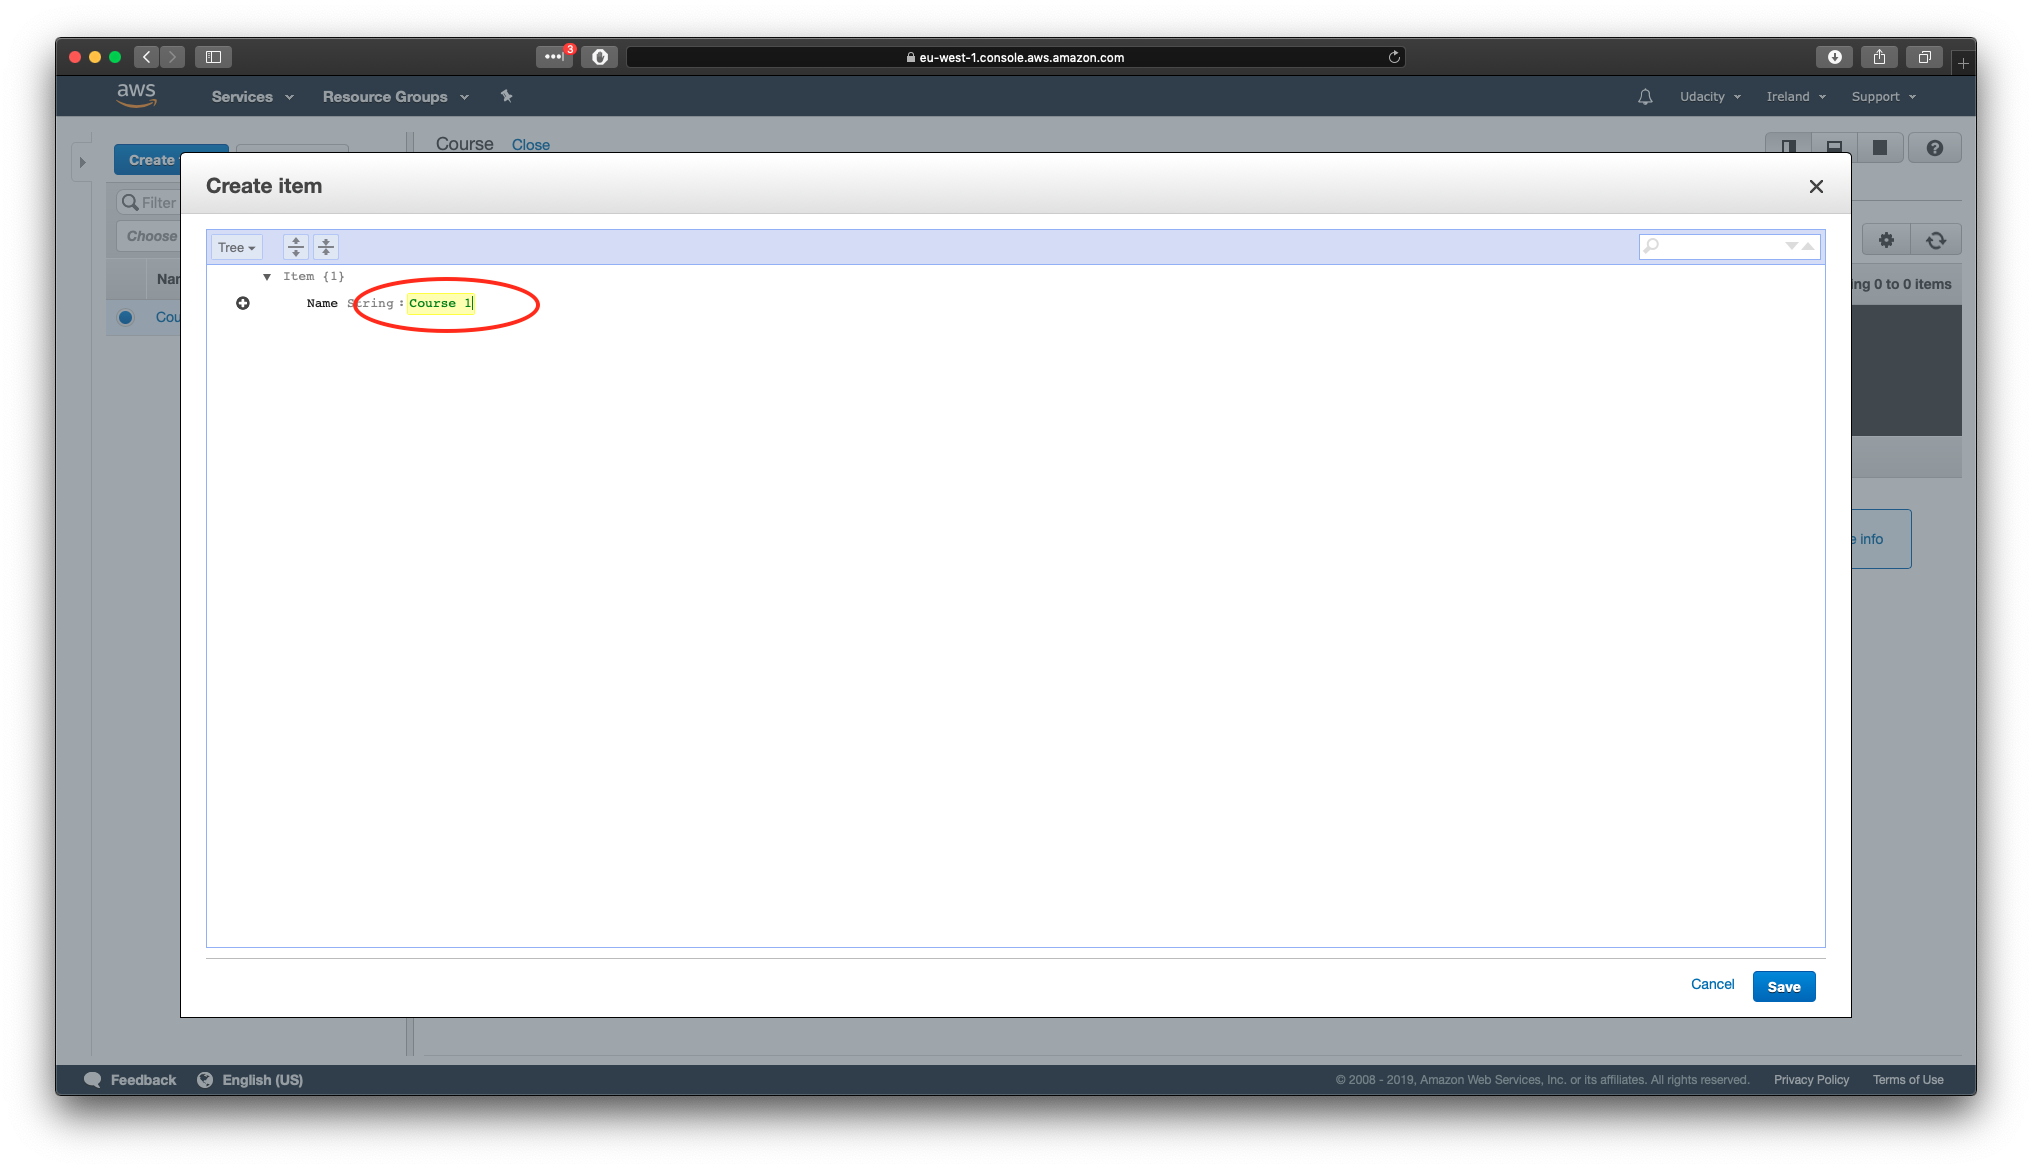 3
eu-west-1.console.aws.amazon.com
aws Services Resource Groups Udacity Ireland Support
Course Close
Create
Create item
Filter
Choose
Tree
Item {1}
Name String : Course 1
ing 0 to 0 items
e info
Cancel Save
Feedback English (US) © 2008 - 2019, Amazon Web Services, Inc. or its affiliates. All rights reserved. Privacy Policy Terms of Use